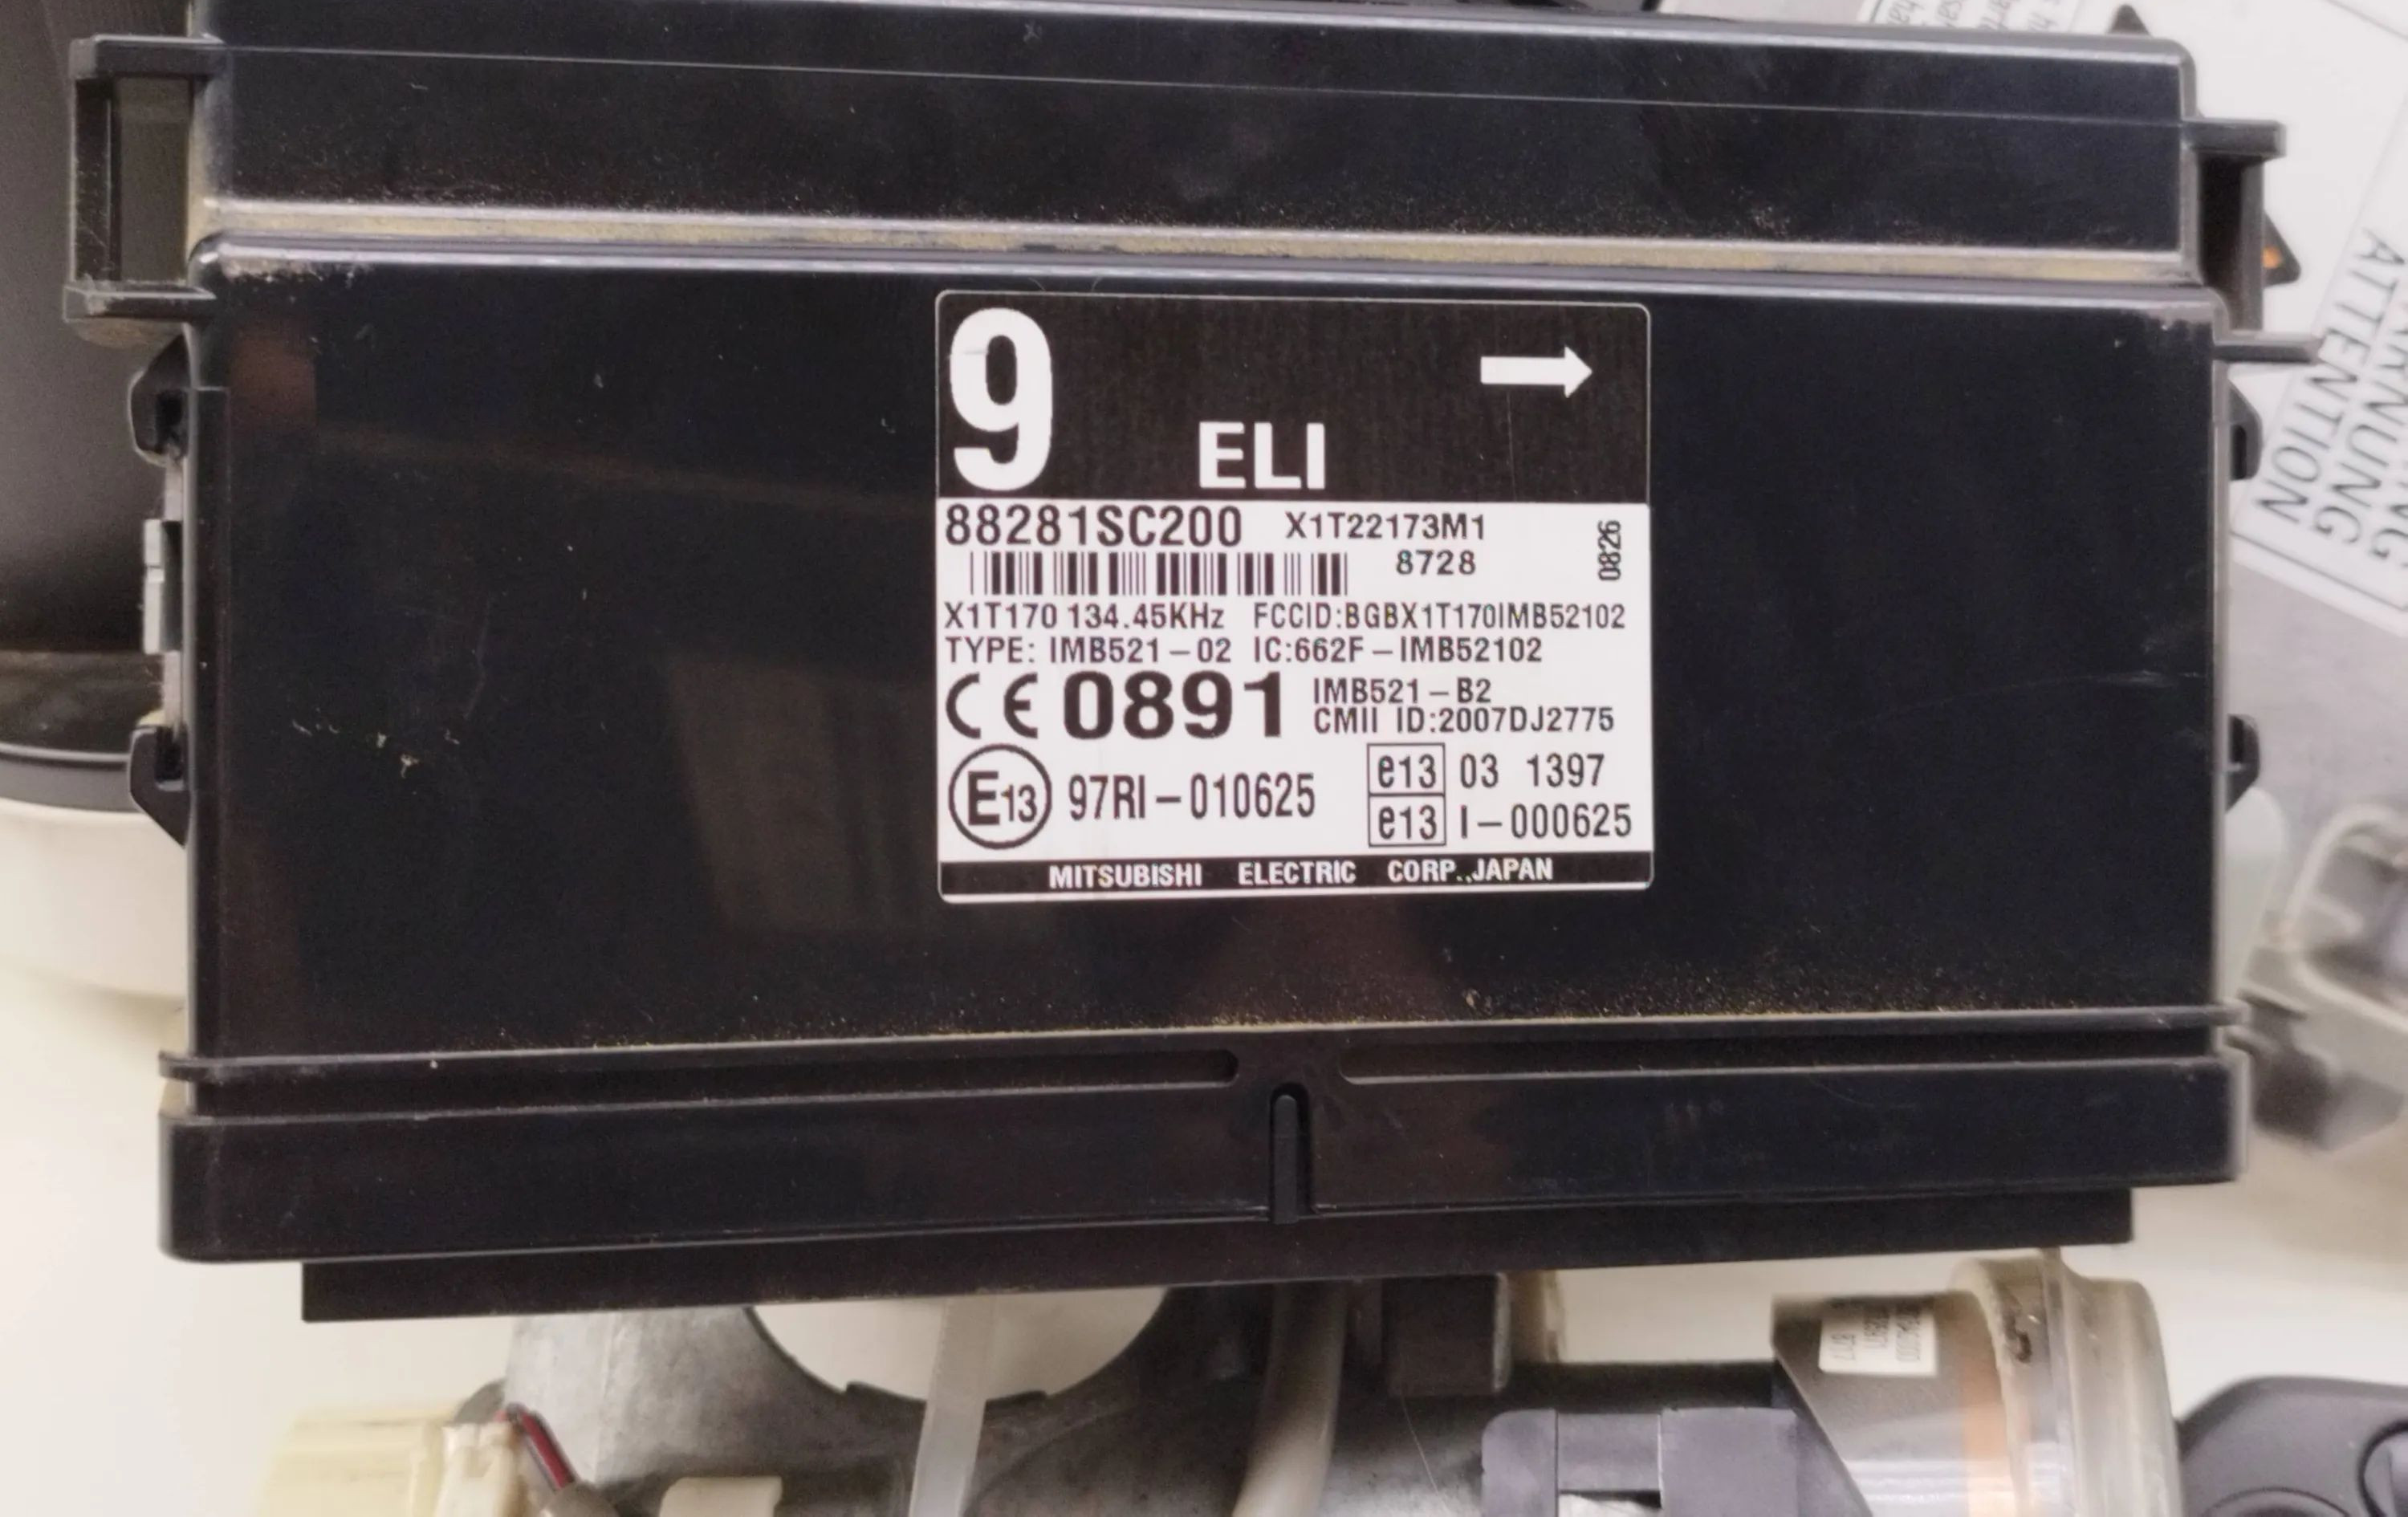 9
ELI
88281SC200 X1T22173M1
8728
0826
X1T170 134.45KHz FCCID:BGBX1T170IMB52102
TYPE: IMB521-02 IC:662F-IMB52102
CE 0891 IMB521-B2
CMII ID:2007DJ2775
E13 97RI-010625
e13 03 1397
e13 I-000625
MITSUBISHI ELECTRIC CORP.,JAPAN
ATTENTION